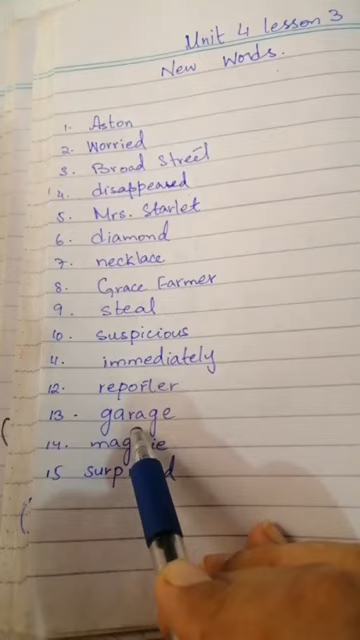 Unit 4 lesson 3
New Words.
1. Aston
2. Worried
3. Broad Street
4. disappeared
5. Mrs. Starlet
6. diamond
7. necklace
8. Grace Farmer
9. steal
10. suspicious
11. immediately
12. reporter
13. garage
14.
15